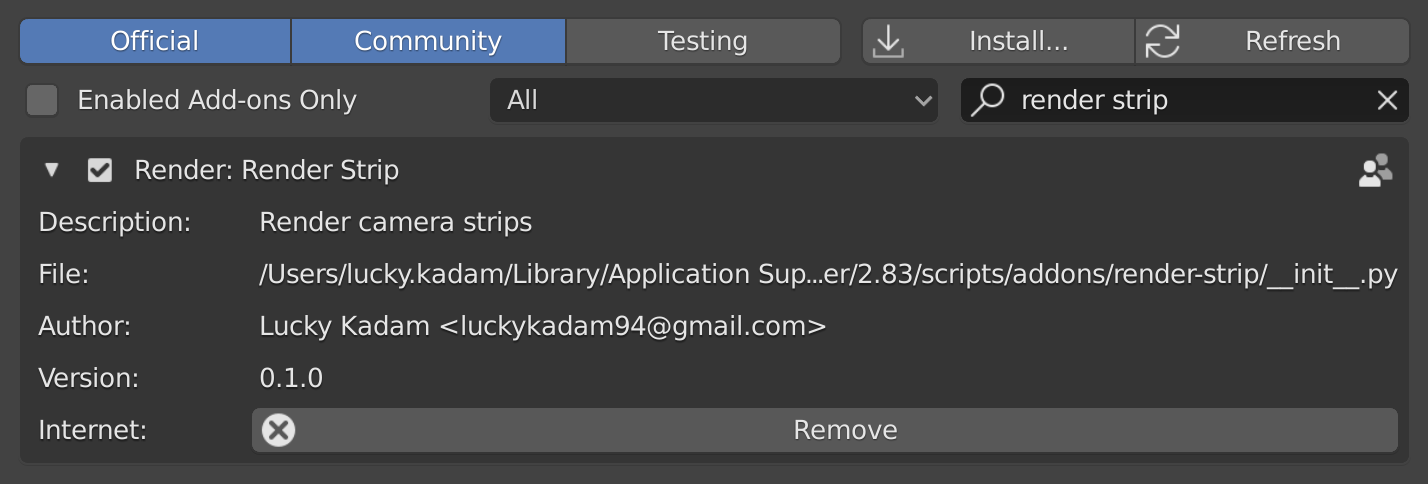 Official Community Testing Install... Refresh
Enabled Add-ons Only All render strip
Render: Render Strip
Description: Render camera strips
File: /Users/lucky.kadam/Library/Application Sup...er/2.83/scripts/addons/render-strip/__init__.py
Author: Lucky Kadam <luckykadam94@gmail.com>
Version: 0.1.0
Internet: Remove